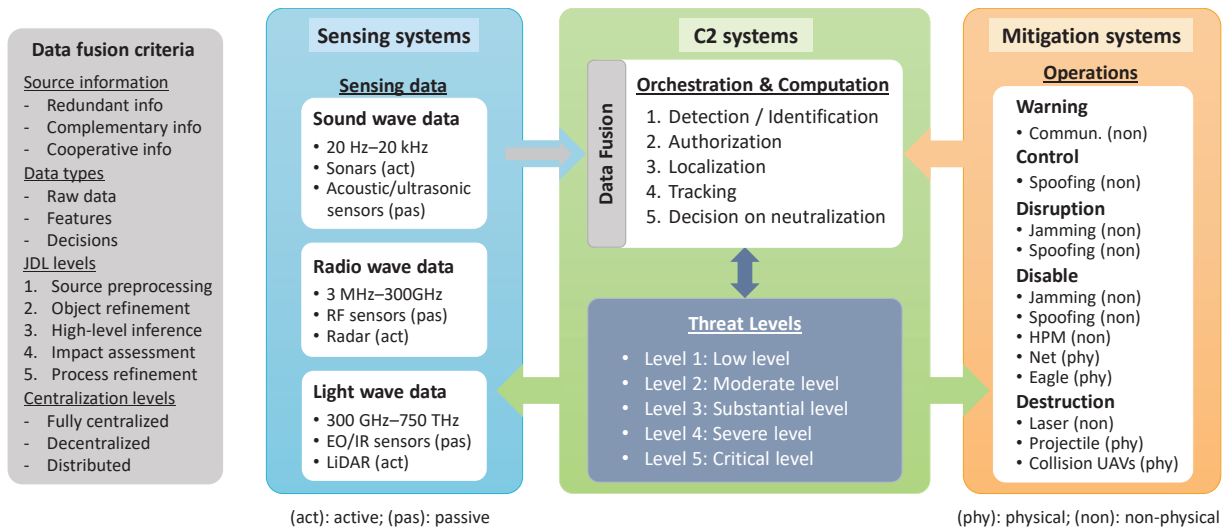 Data fusion criteria
Source information
- Redundant info
- Complementary info
- Cooperative info
Data types
- Raw data
- Features
- Decisions
JDL levels
1. Source preprocessing
2. Object refinement
3. High-level inference
4. Impact assessment
5. Process refinement
Centralization levels
- Fully centralized
- Decentralized
- Distributed
Sensing systems
Sensing data
Sound wave data
• 20 Hz–20 kHz
• Sonars (act)
• Acoustic/ultrasonic
sensors (pas)
Radio wave data
• 3 MHz–300GHz
• RF sensors (pas)
• Radar (act)
Light wave data
• 300 GHz–750 THz
• EO/IR sensors (pas)
• LiDAR (act)
(act): active; (pas): passive
C2 systems
Data Fusion
Orchestration & Computation
1. Detection / Identification
2. Authorization
3. Localization
4. Tracking
5. Decision on neutralization
Threat Levels
• Level 1: Low level
• Level 2: Moderate level
• Level 3: Substantial level
• Level 4: Severe level
• Level 5: Critical level
Mitigation systems
Operations
Warning
• Commun. (non)
Control
• Spoofing (non)
Disruption
• Jamming (non)
• Spoofing (non)
Disable
• Jamming (non)
• Spoofing (non)
• HPM (non)
• Net (phy)
• Eagle (phy)
Destruction
• Laser (non)
• Projectile (phy)
• Collision UAVs (phy)
(phy): physical; (non): non-physical